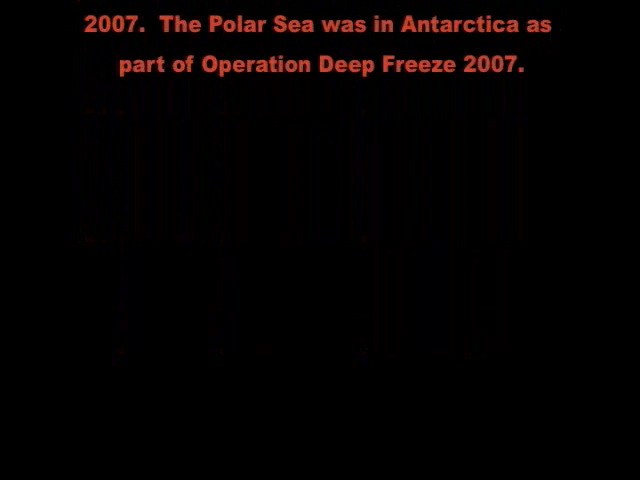 2007.  The Polar Sea was in Antarctica as
part of Operation Deep Freeze 2007.